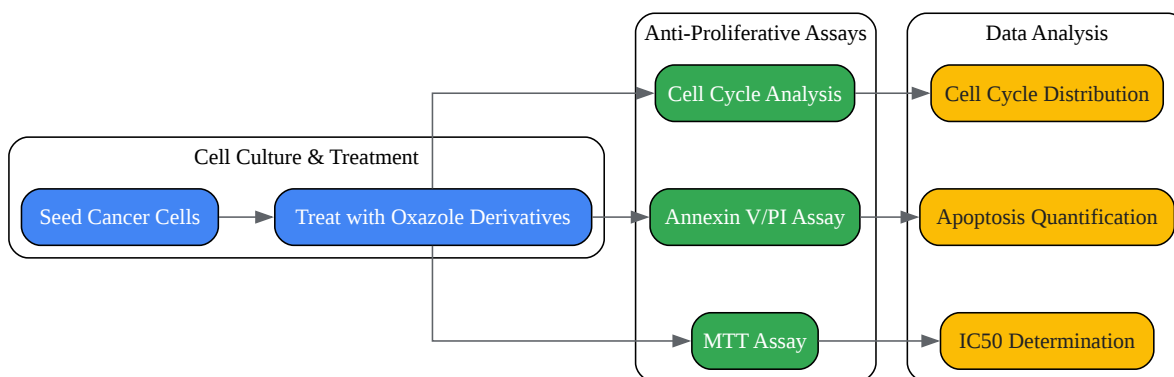 Anti-Proliferative Assays
Data Analysis
Cell Cycle Analysis
Cell Cycle Distribution
Cell Culture & Treatment
Seed Cancer Cells
Treat with Oxazole Derivatives
Annexin V/PI Assay
Apoptosis Quantification
MTT Assay
IC50 Determination